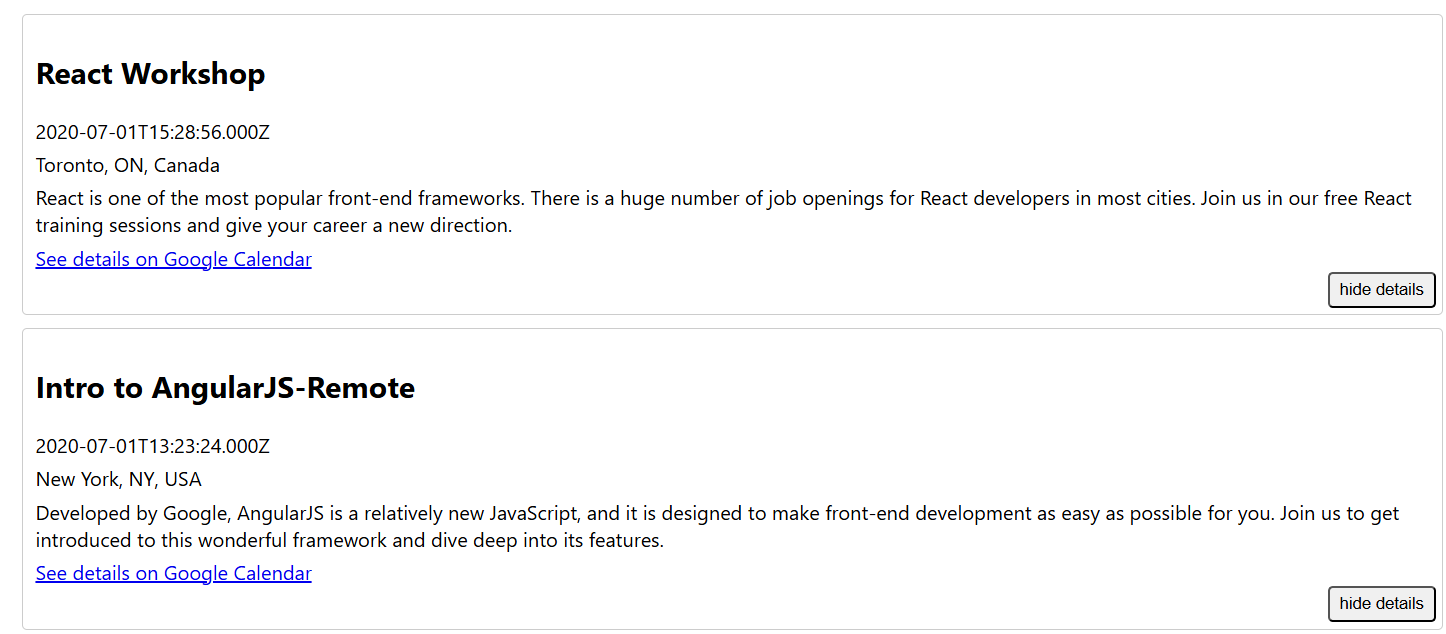 React Workshop
2020-07-01T15:28:56.000Z
Toronto, ON, Canada
React is one of the most popular front-end frameworks. There is a huge number of job openings for React developers in most cities. Join us in our free React
training sessions and give your career a new direction.
See details on Google Calendar
hide details
Intro to AngularJS-Remote
2020-07-01T13:23:24.000Z
New York, NY, USA
Developed by Google, AngularJS is a relatively new JavaScript, and it is designed to make front-end development as easy as possible for you. Join us to get
introduced to this wonderful framework and dive deep into its features.
See details on Google Calendar
hide details